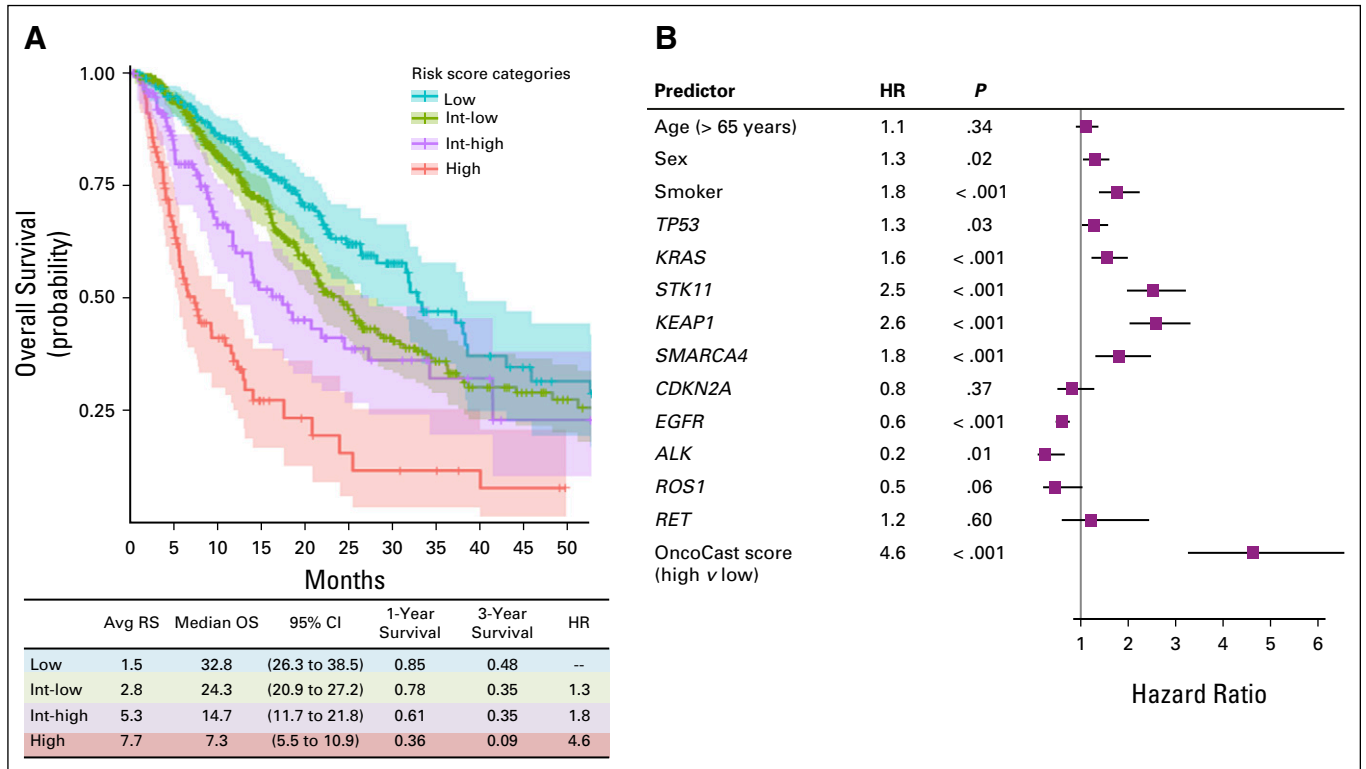 A
Risk score categories
Low
Int-low
Int-high
High
Overall Survival
(probability)
1.00
0.75
0.50
0.25
0 5 10 15 20 25 30 35 40 45 50
Months
Avg RS Median OS 95% CI 1-Year Survival 3-Year Survival HR
Low 1.5 32.8 (26.3 to 38.5) 0.85 0.48 --
Int-low 2.8 24.3 (20.9 to 27.2) 0.78 0.35 1.3
Int-high 5.3 14.7 (11.7 to 21.8) 0.61 0.35 1.8
High 7.7 7.3 (5.5 to 10.9) 0.36 0.09 4.6
B
Predictor HR P
Age (> 65 years) 1.1 .34
Sex 1.3 .02
Smoker 1.8 < .001
TP53 1.3 .03
KRAS 1.6 < .001
STK11 2.5 < .001
KEAP1 2.6 < .001
SMARCA4 1.8 < .001
CDKN2A 0.8 .37
EGFR 0.6 < .001
ALK 0.2 .01
ROS1 0.5 .06
RET 1.2 .60
OncoCast score 4.6 < .001
(high v low)
1 2 3 4 5 6
Hazard Ratio